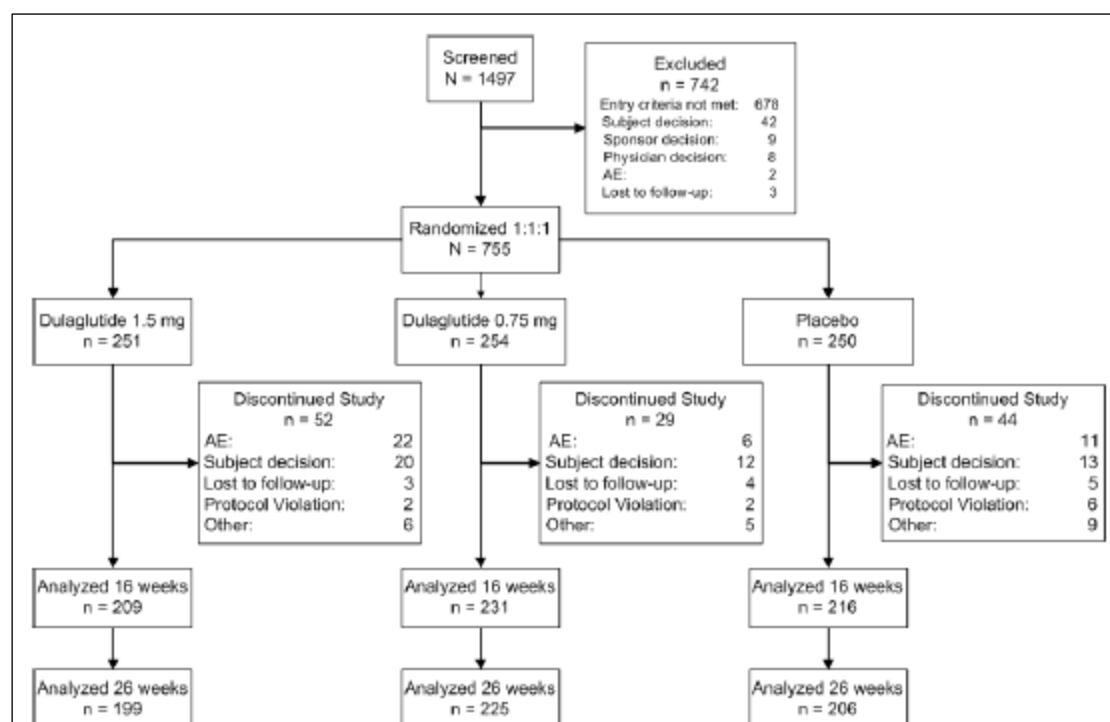 Screened
N = 1497
Excluded
n = 742
Entry criteria not met: 678
Subject decision: 42
Sponsor decision: 9
Physician decision: 8
AE: 2
Lost to follow-up: 3
Randomized 1:1:1
N = 755
Dulaglutide 1.5 mg
n = 251
Dulaglutide 0.75 mg
n = 254
Placebo
n = 250
Discontinued Study
n = 52
AE: 22
Subject decision: 20
Lost to follow-up: 3
Protocol Violation: 2
Other: 6
Discontinued Study
n = 29
AE: 6
Subject decision: 12
Lost to follow-up: 4
Protocol Violation: 2
Other: 5
Discontinued Study
n = 44
AE: 11
Subject decision: 13
Lost to follow-up: 5
Protocol Violation: 6
Other: 9
Analyzed 16 weeks
n = 209
Analyzed 16 weeks
n = 231
Analyzed 16 weeks
n = 216
Analyzed 26 weeks
n = 199
Analyzed 26 weeks
n = 225
Analyzed 26 weeks
n = 206